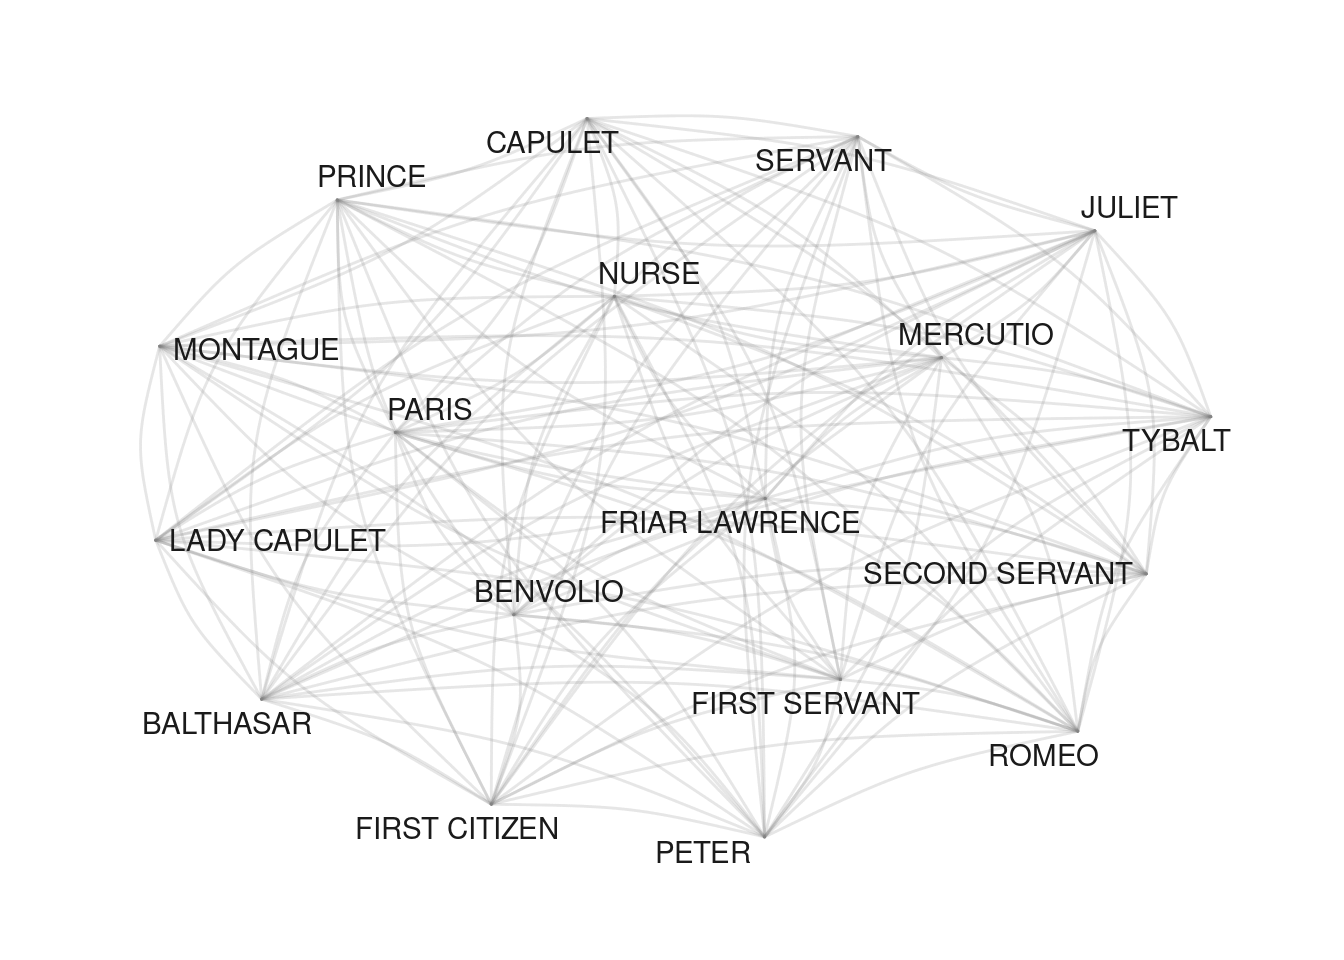 CAPULET
SERVANT
PRINCE
JULIET
NURSE
MERCUTIO
MONTAGUE
PARIS
TYBALT
FRIAR LAWRENCE
LADY CAPULET
SECOND SERVANT
BENVOLIO
FIRST SERVANT
BALTHASAR
ROMEO
FIRST CITIZEN
PETER